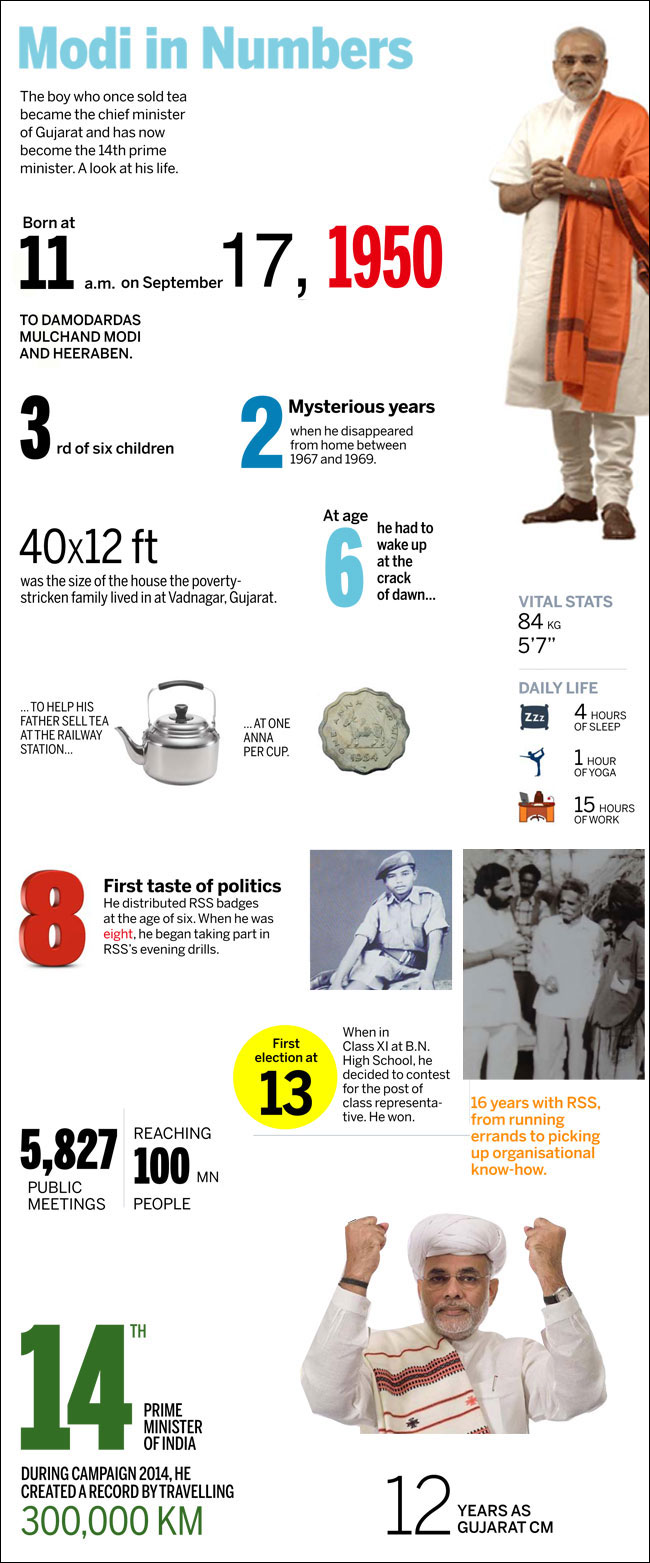 Modi in Numbers
The boy who once sold tea
became the chief minister
of Gujarat and has now
become the 14th prime
minister. A look at his life.
Born at
11 a.m. on September 17, 1950
TO DAMODARDAS
MULCHAND MODI
AND HEERABEN.
3 rd of six children
2 Mysterious years
when he disappeared
from home between
1967 and 1969.
40x12 ft
was the size of the house the poverty-
stricken family lived in at Vadnagar, Gujarat.
At age
6
he had to
wake up
at the
crack
of dawn...
VITAL STATS
84 KG
5'7”
DAILY LIFE
Zzz
4 HOURS
OF SLEEP
1 HOUR
OF YOGA
15 HOURS
OF WORK
...TO HELP HIS
FATHER SELL TEA
AT THE RAILWAY
STATION...
...AT ONE
ANNA
PER CUP.
ONE ANNA
1954
8
First taste of politics
He distributed RSS badges
at the age of six. When he was
eight, he began taking part in
RSS's evening drills.
First
election at
13
When in
Class XI at B.N.
High School, he
decided to contest
for the post of
class representa-
tive. He won.
16 years with RSS,
from running
errands to picking
up organisational
know-how.
5,827
PUBLIC
MEETINGS
REACHING
100 MN
PEOPLE
14TH
PRIME
MINISTER
OF INDIA
DURING CAMPAIGN 2014, HE
CREATED A RECORD BY TRAVELLING
300,000 KM
12 YEARS AS
GUJARAT CM